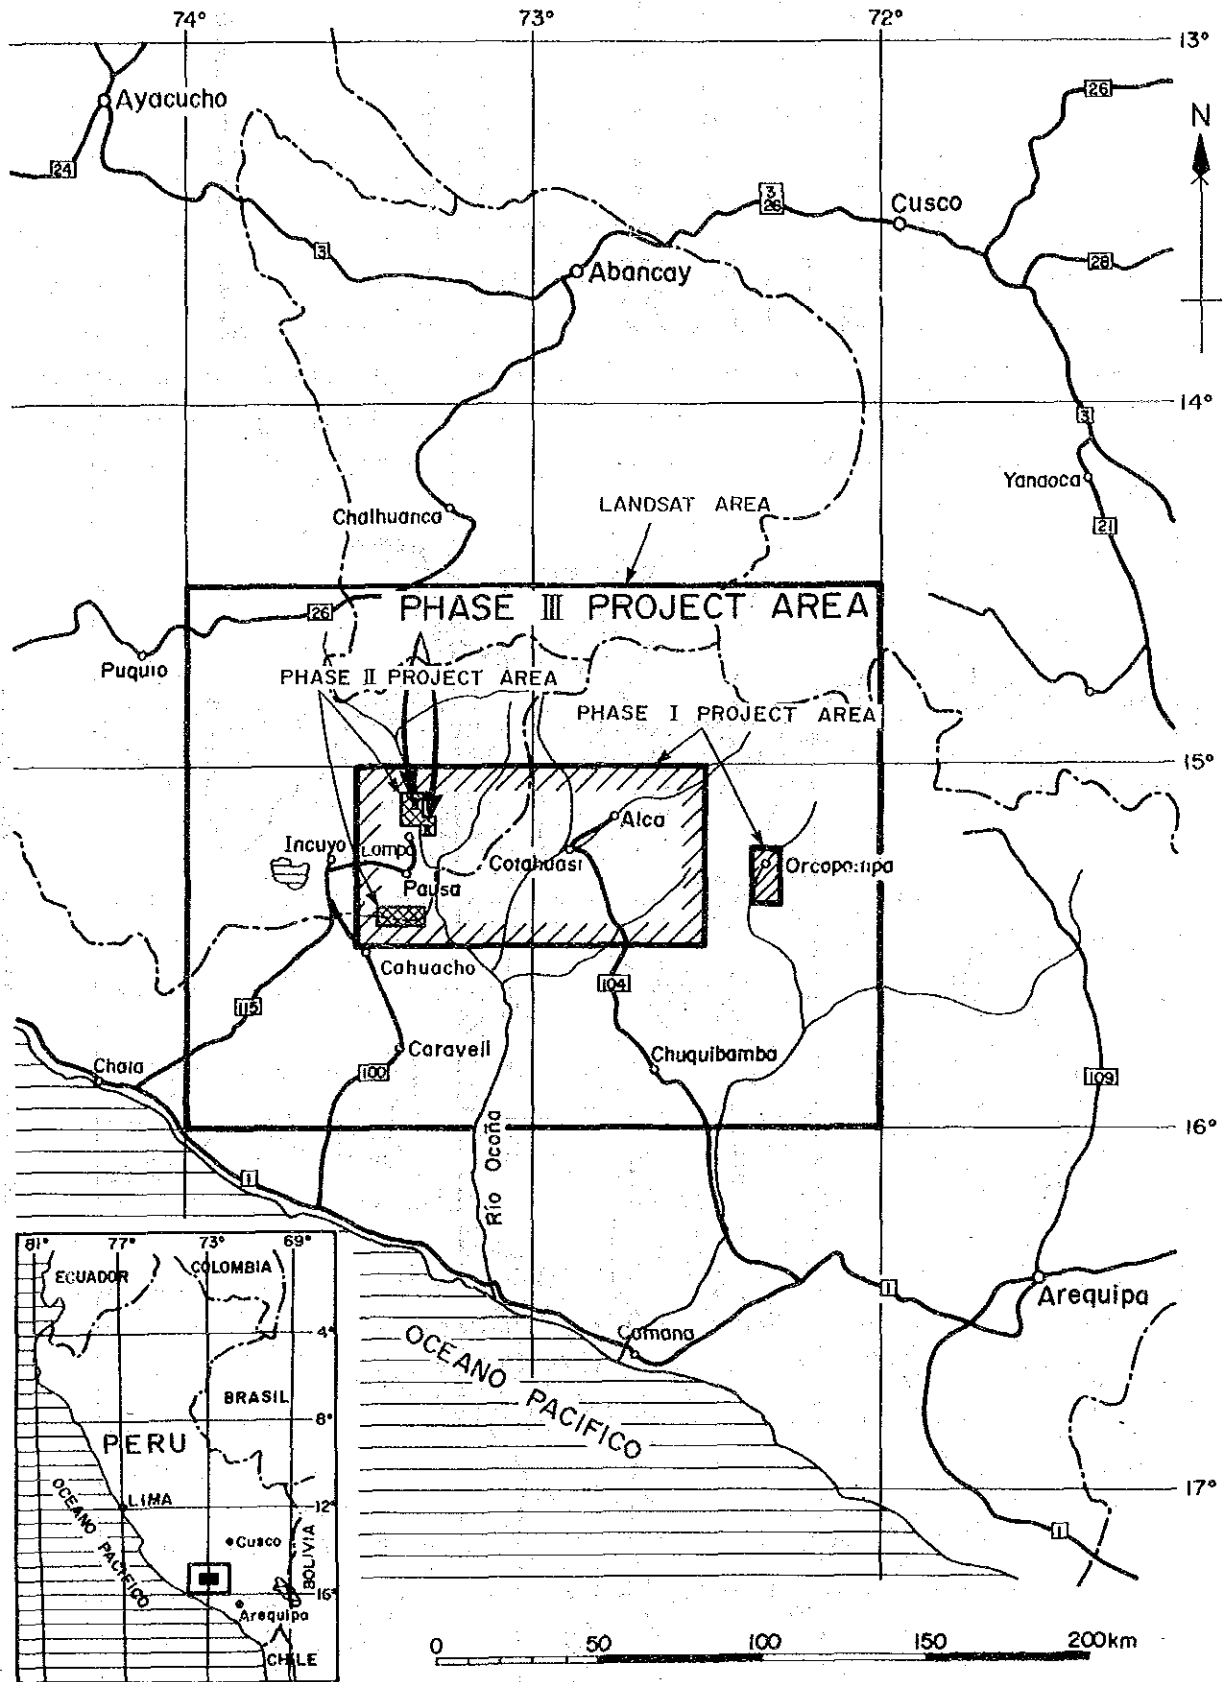 74°
73°
72°
13°
Ayacucho
26
N
24
3
26
Cusco
3
Abancay
28
14°
3
Yanaoca
Chalhuanca
LANDSAT AREA
21
26
PHASE III PROJECT AREA
Puquio
PHASE II PROJECT AREA
PHASE I PROJECT AREA
15°
Alca
Incuyo
Lampa
Cotahuasi
Orcopampa
Pausa
Cahuacho
104
115
Chala
Caraveli
Chuquibamba
100
109
16°
Río Ocoña
1
1
Arequipa
Camana
OCEANO PACIFICO
17°
1
81°
77°
73°
69°
ECUADOR
COLOMBIA
4°
BRASIL
8°
PERU
LIMA
12°
OCEANO PACIFICO
Cusco
BOLIVIA
16°
Arequipa
CHILE
0
50
100
150
200km